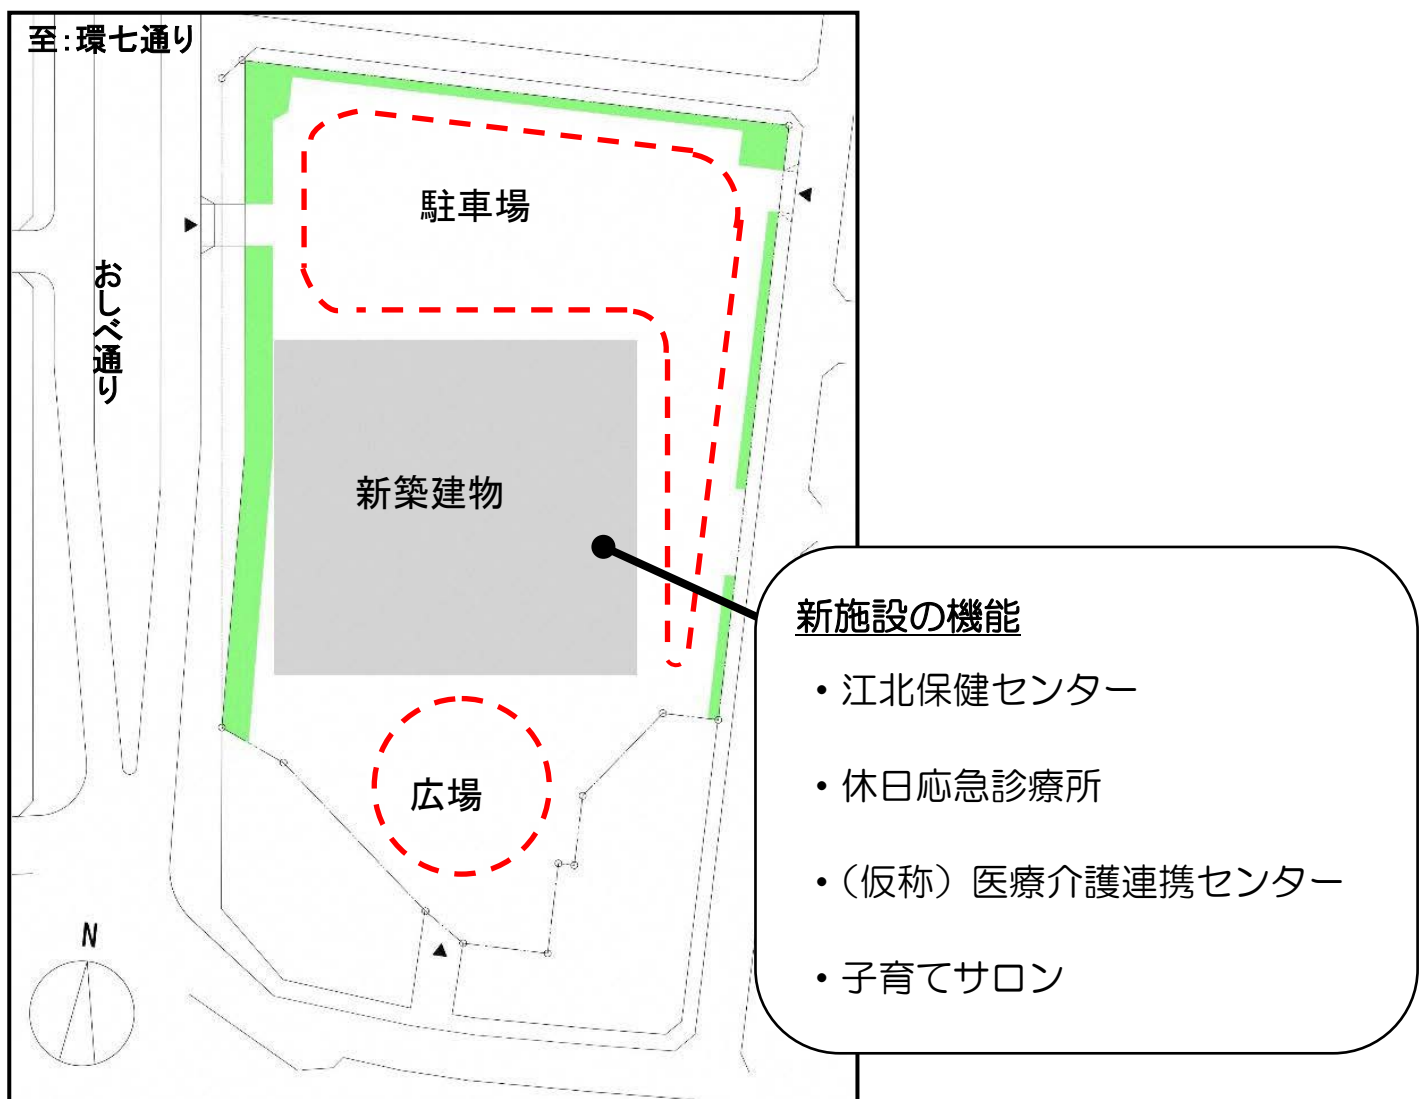 至:環七通り
駐車場
おしべ通り
新築建物
新施設の機能
・江北保健センター
・休日応急診療所
・（仮称）医療介護連携センター
・子育てサロン
広場
N